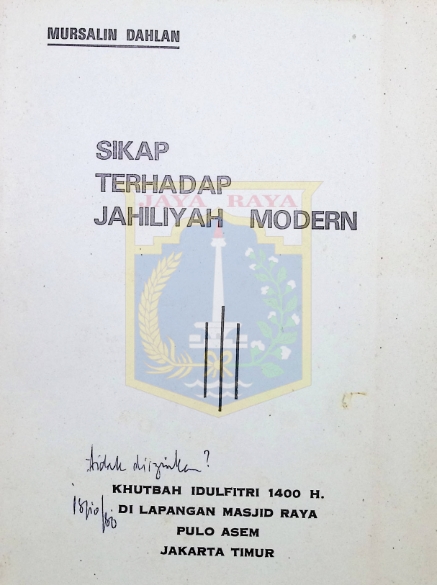 MURSALIN DAHLAN
SIKAP
TERHADAP
JAYA RAYA
JAHILIYAH MODERN
tidak diizinkan?
18/10/80
KHUTBAH IDULFITRI 1400 H.
DI LAPANGAN MASJID RAYA
PULO ASEM
JAKARTA TIMUR